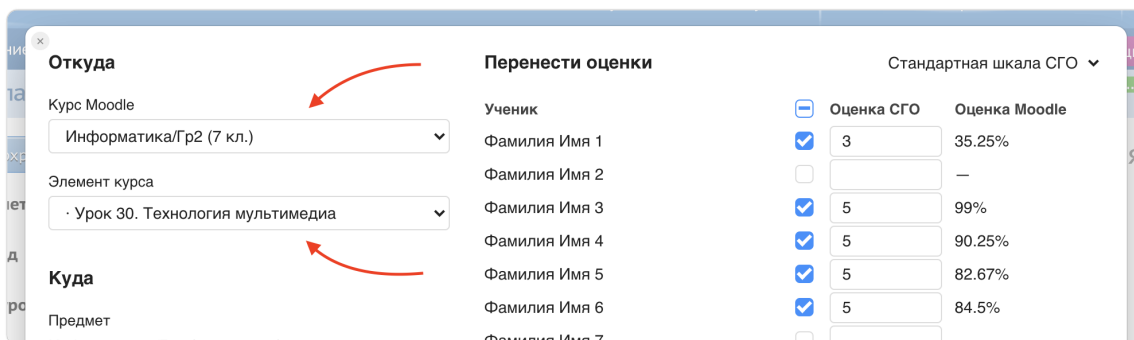 Откуда
Курс Moodle
Информатика/Гр2 (7 кл.)
Элемент курса
· Урок 30. Технология мультимедиа
Куда
Предмет
Перенести оценки
Стандартная шкала СГО
Ученик Оценка СГО Оценка Moodle
Фамилия Имя 1 3 35.25%
Фамилия Имя 2 —
Фамилия Имя 3 5 99%
Фамилия Имя 4 5 90.25%
Фамилия Имя 5 5 82.67%
Фамилия Имя 6 5 84.5%
Фамилия Имя 7